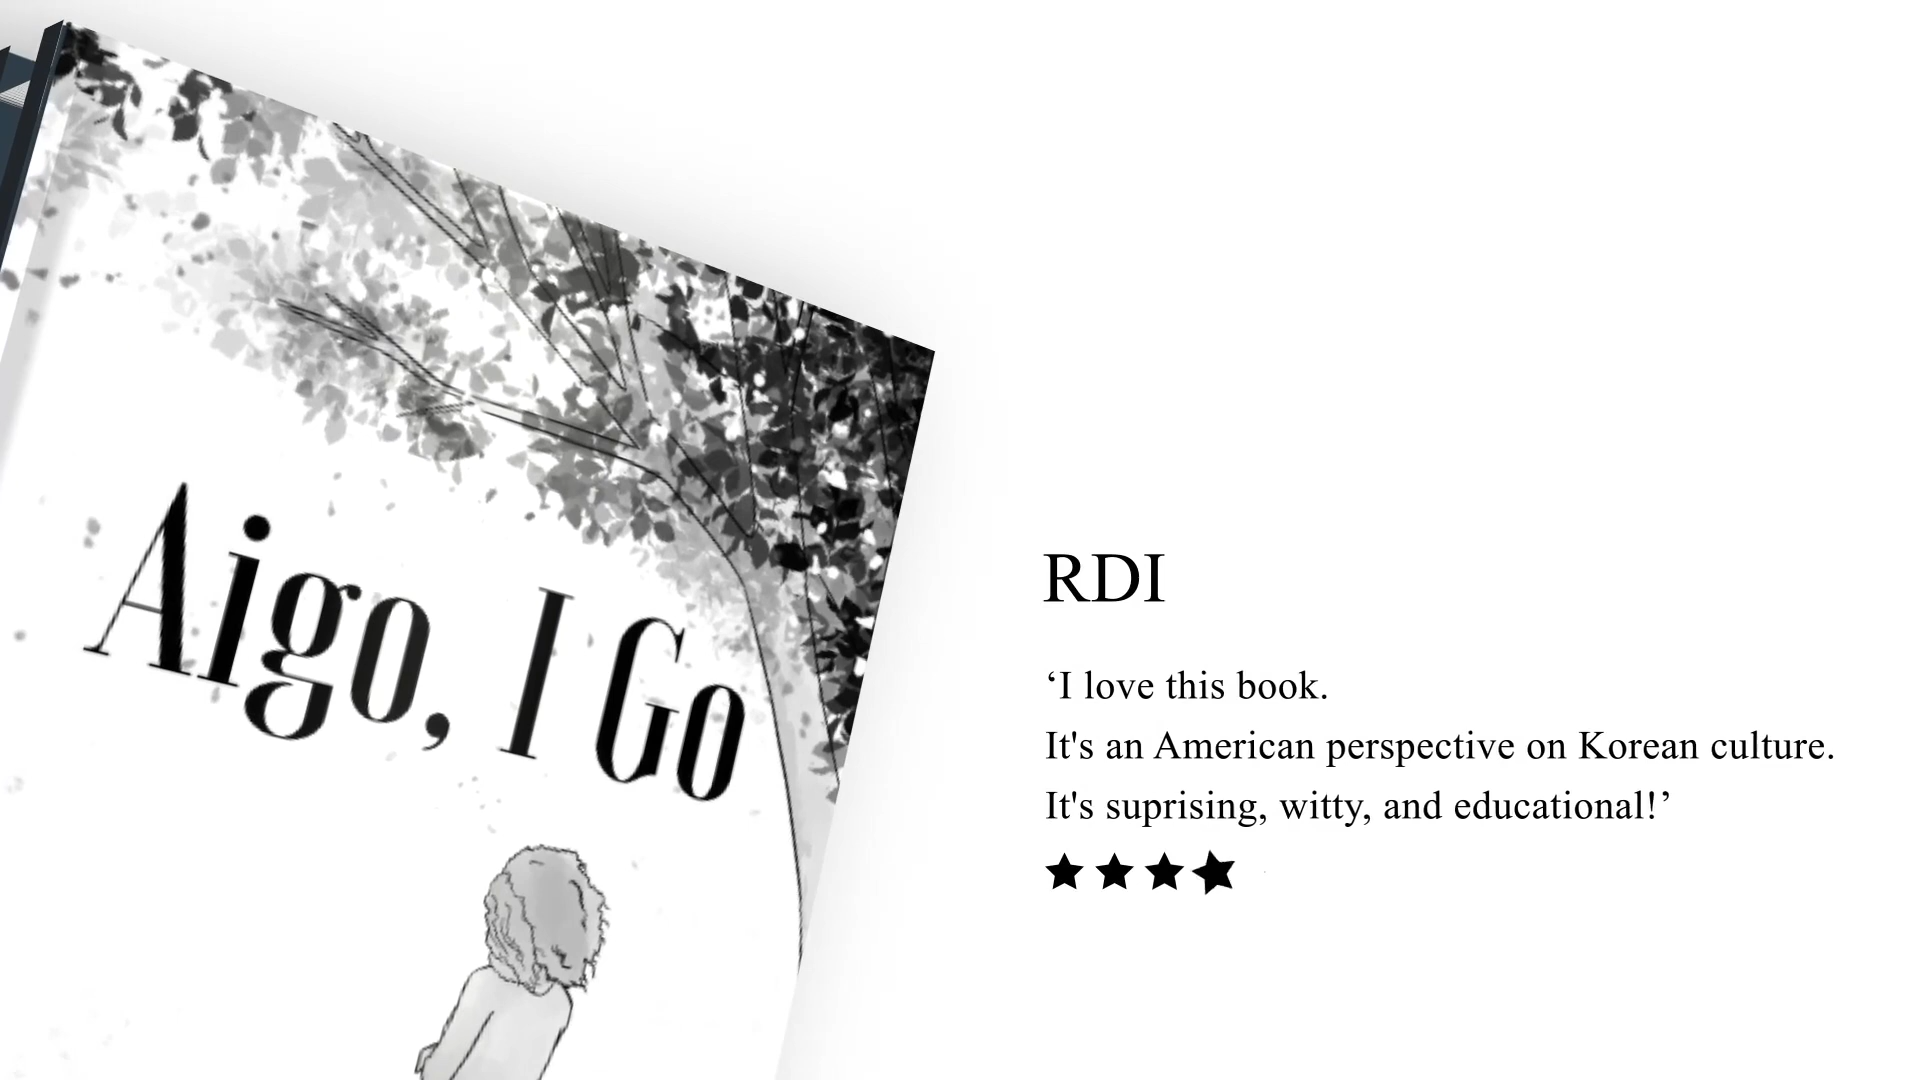 Aigo, I Go
RDI
‘I love this book.
It's an American perspective on Korean culture.
It's suprising, witty, and educational!’